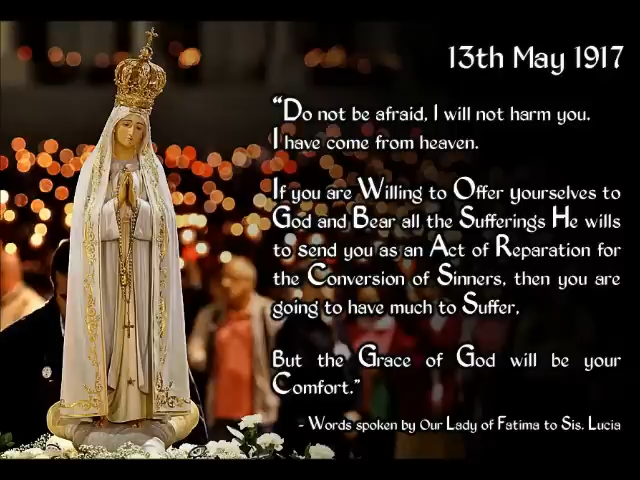 13th May 1917
“Do not be afraid, I will not harm you.
I have come from heaven.
If you are Willing to Offer yourselves to
God and Bear all the Sufferings He wills
to send you as an Act of Reparation for
the Conversion of Sinners, then you are
going to have much to Suffer,
But the Grace of God will be your
Comfort.”
- Words spoken by Our Lady of Fatima to Sis. Lucia